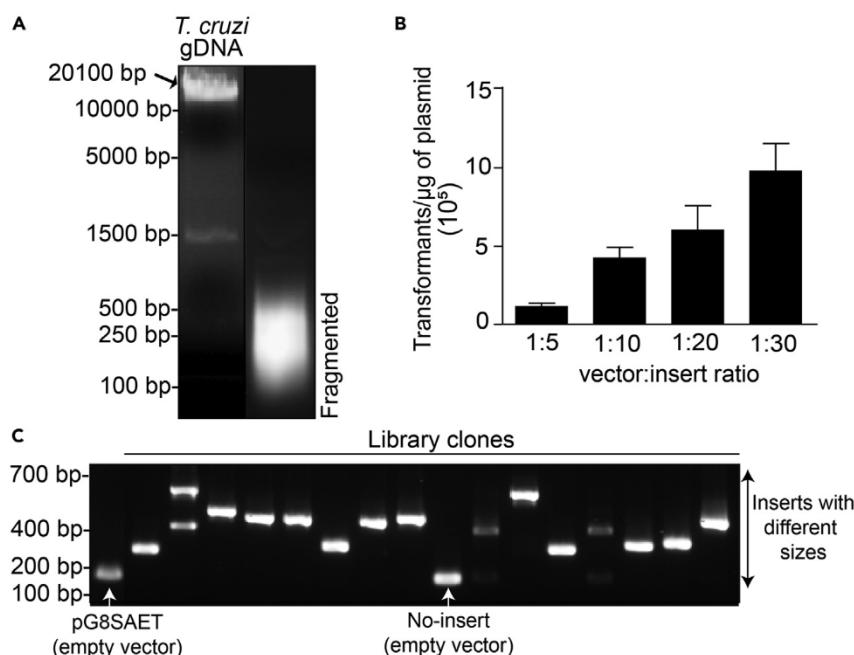 A
T. cruzi
gDNA
20100 bp
10000 bp
5000 bp
1500 bp
500 bp
250 bp
100 bp
Fragmented
B
Transformants/µg of plasmid
(10⁵)
15
10
5
0
1:5 1:10 1:20 1:30
vector:insert ratio
C
Library clones
700 bp
400 bp
200 bp
100 bp
Inserts with
different
sizes
pG8SAET
(empty vector)
No-insert
(empty vector)